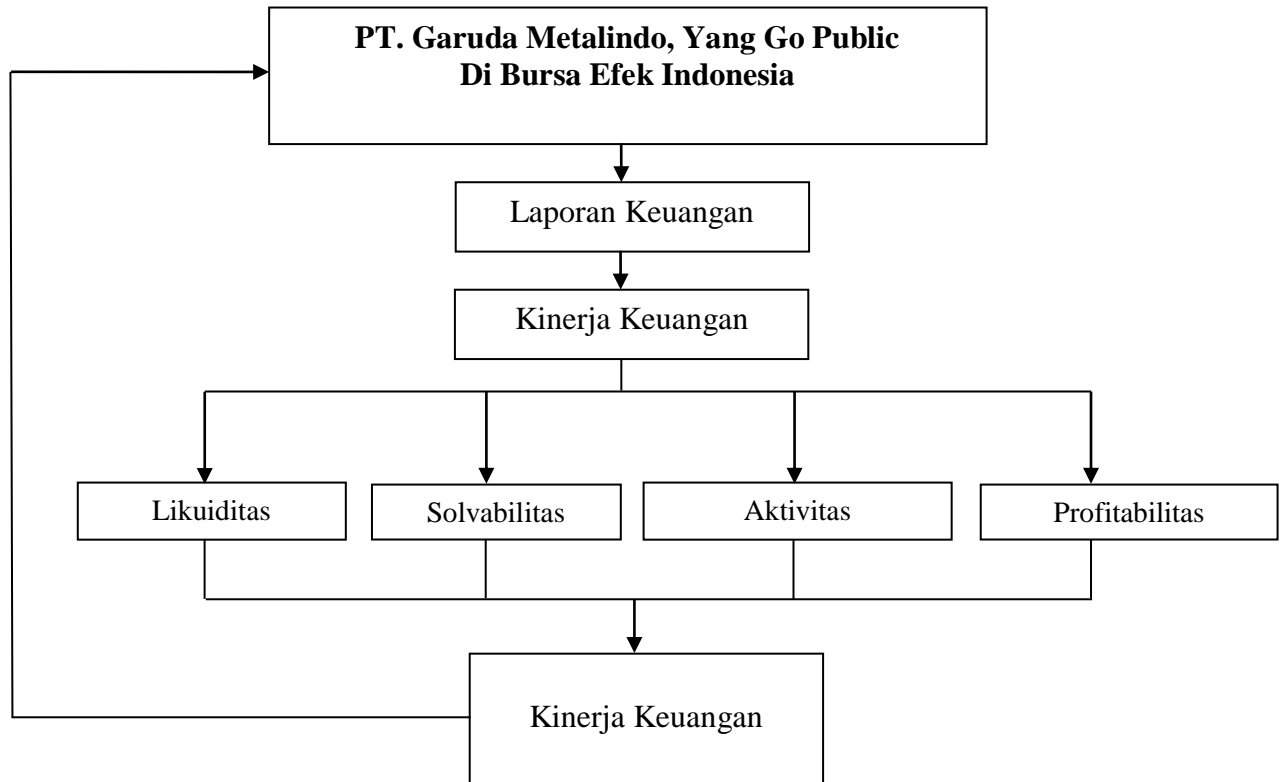 PT. Garuda Metalindo, Yang Go Public
Di Bursa Efek Indonesia
Laporan Keuangan
Kinerja Keuangan
Likuiditas
Solvabilitas
Aktivitas
Profitabilitas
Kinerja Keuangan